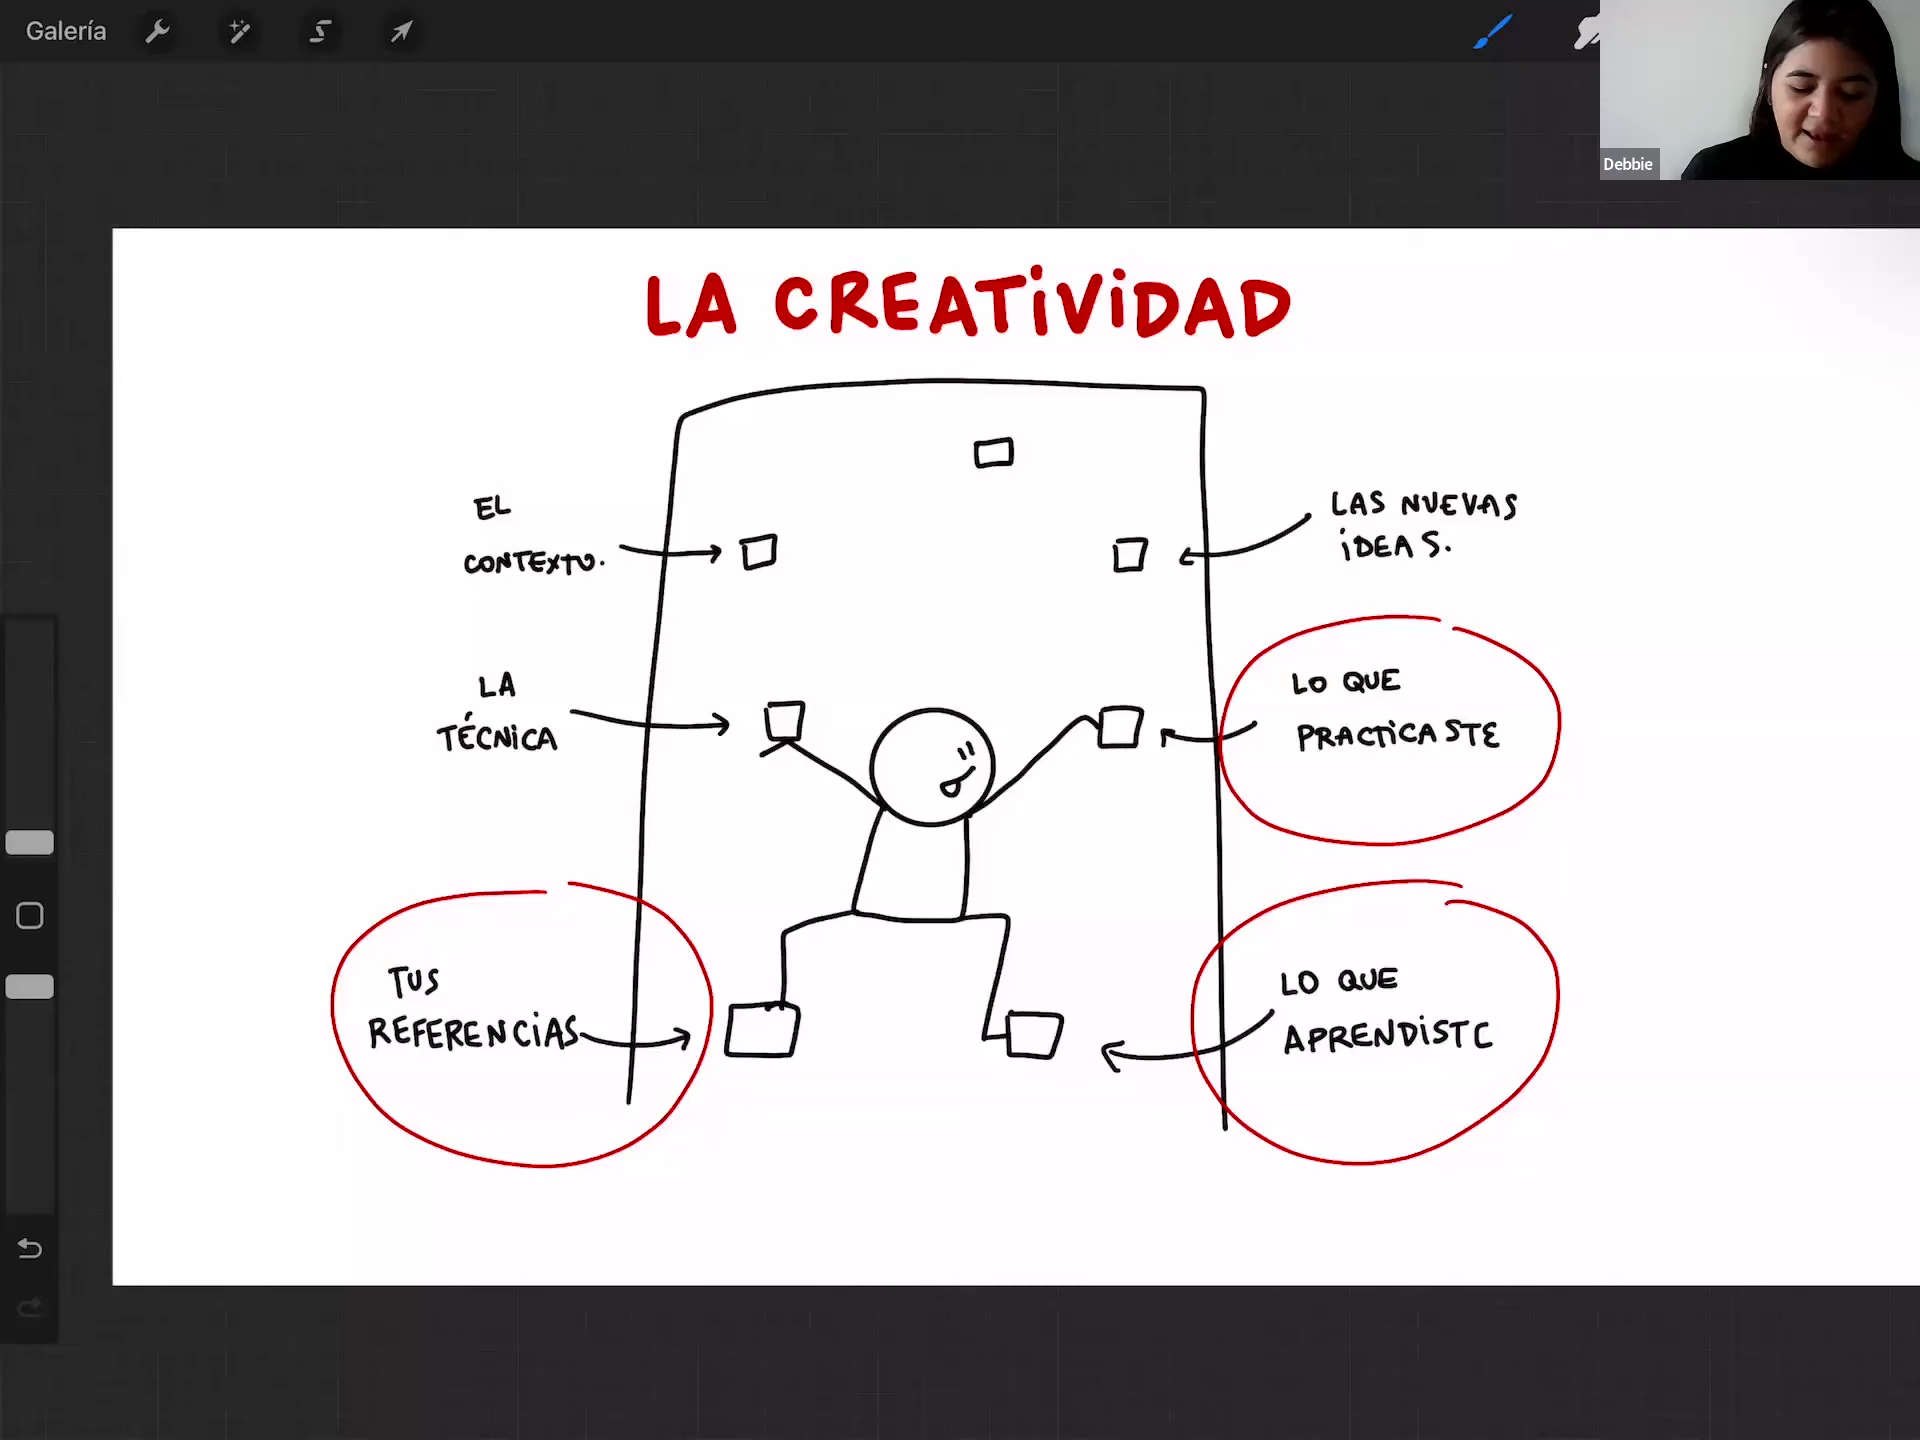 Galería
Debbie
LA CREATiViDAD
EL
CONTEXTO.
LAS NUEVAS
iDEAS.
LA
TÉCNiCA
LO QUE
PRACTiCASTE
TUS
REFERENCiAS
LO QUE
APRENDiSTE